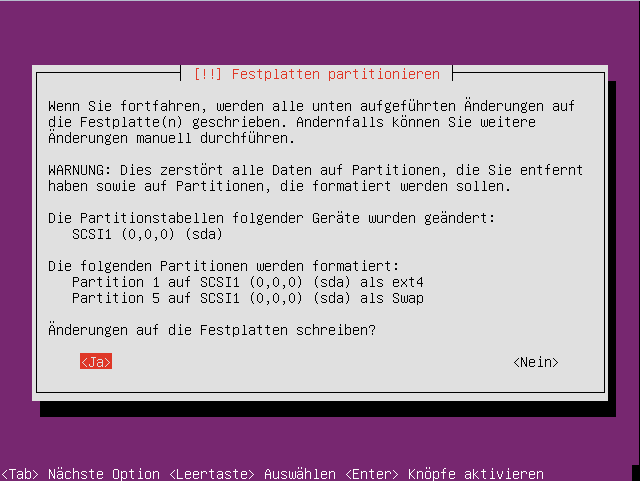 [!!] Festplatten partitionieren
Wenn Sie fortfahren, werden alle unten aufgeführten Änderungen auf
die Festplatte(n) geschrieben. Andernfalls können Sie weitere
Änderungen manuell durchführen.
WARNUNG: Dies zerstört alle Daten auf Partitionen, die Sie entfernt
haben sowie auf Partitionen, die formatiert werden sollen.
Die Partitionstabellen folgender Geräte wurden geändert:
SCSI1 (0,0,0) (sda)
Die folgenden Partitionen werden formatiert:
Partition 1 auf SCSI1 (0,0,0) (sda) als ext4
Partition 5 auf SCSI1 (0,0,0) (sda) als Swap
Änderungen auf die Festplatten schreiben?
<Ja> <Nein>
<Tab> Nächste Option <Leertaste> Auswählen <Enter> Knöpfe aktivieren